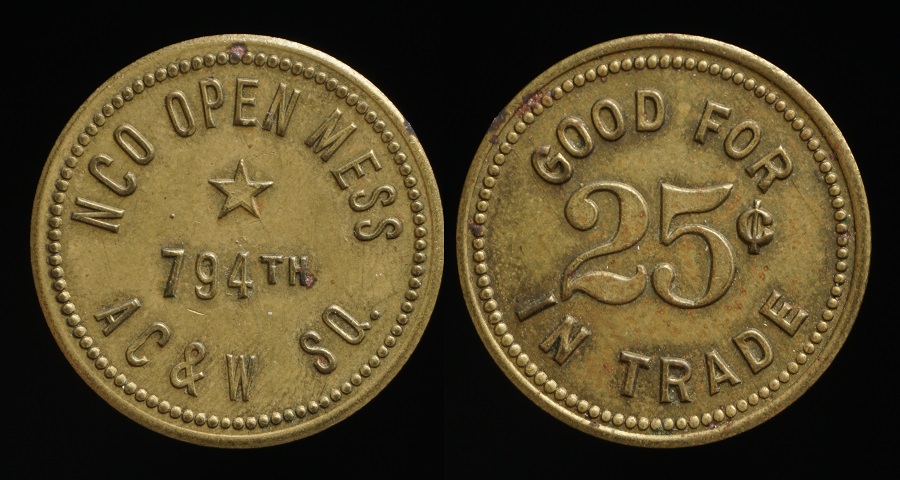 NCO OPEN MESS
794TH
AC&W SQ.
GOOD FOR
25¢
IN TRADE